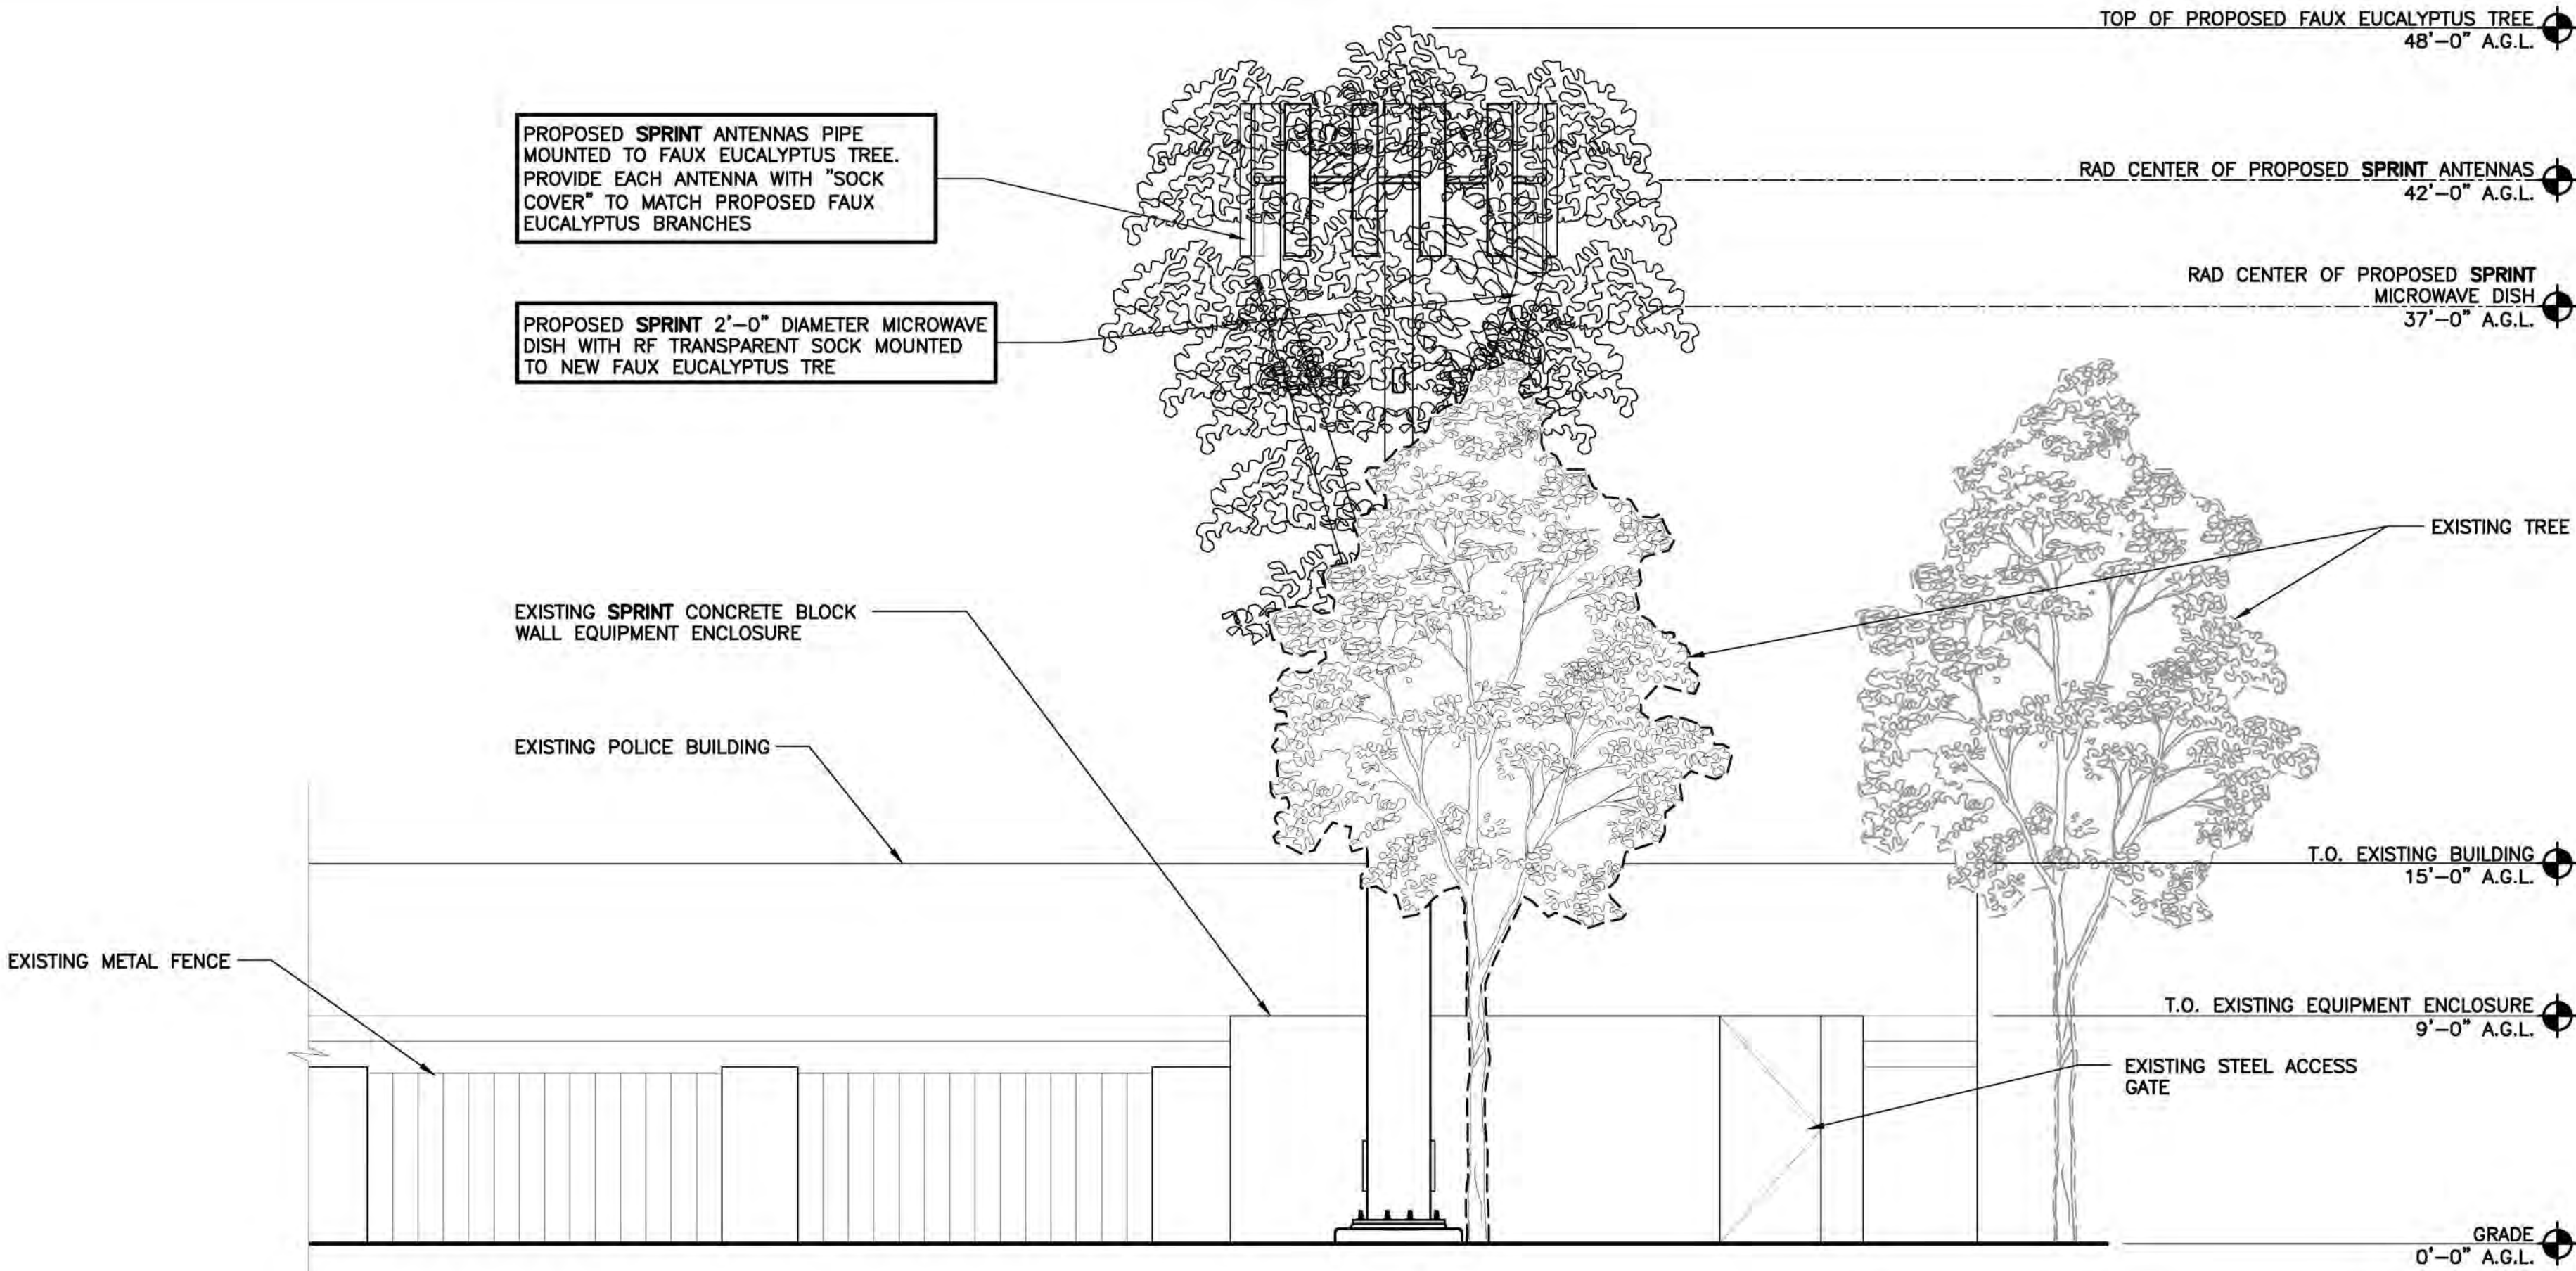 TOP OF PROPOSED FAUX EUCALYPTUS TREE
48'-0" A.G.L.
PROPOSED SPRINT ANTENNAS PIPE
MOUNTED TO FAUX EUCALYPTUS TREE.
PROVIDE EACH ANTENNA WITH "SOCK
COVER" TO MATCH PROPOSED FAUX
EUCALYPTUS BRANCHES
RAD CENTER OF PROPOSED SPRINT ANTENNAS
42'-0" A.G.L.
RAD CENTER OF PROPOSED SPRINT
MICROWAVE DISH
37'-0" A.G.L.
PROPOSED SPRINT 2'-0" DIAMETER MICROWAVE
DISH WITH RF TRANSPARENT SOCK MOUNTED
TO NEW FAUX EUCALYPTUS TRE
EXISTING TREE
EXISTING SPRINT CONCRETE BLOCK
WALL EQUIPMENT ENCLOSURE
EXISTING POLICE BUILDING
T.O. EXISTING BUILDING
15'-0" A.G.L.
EXISTING METAL FENCE
T.O. EXISTING EQUIPMENT ENCLOSURE
9'-0" A.G.L.
EXISTING STEEL ACCESS
GATE
GRADE
0'-0" A.G.L.